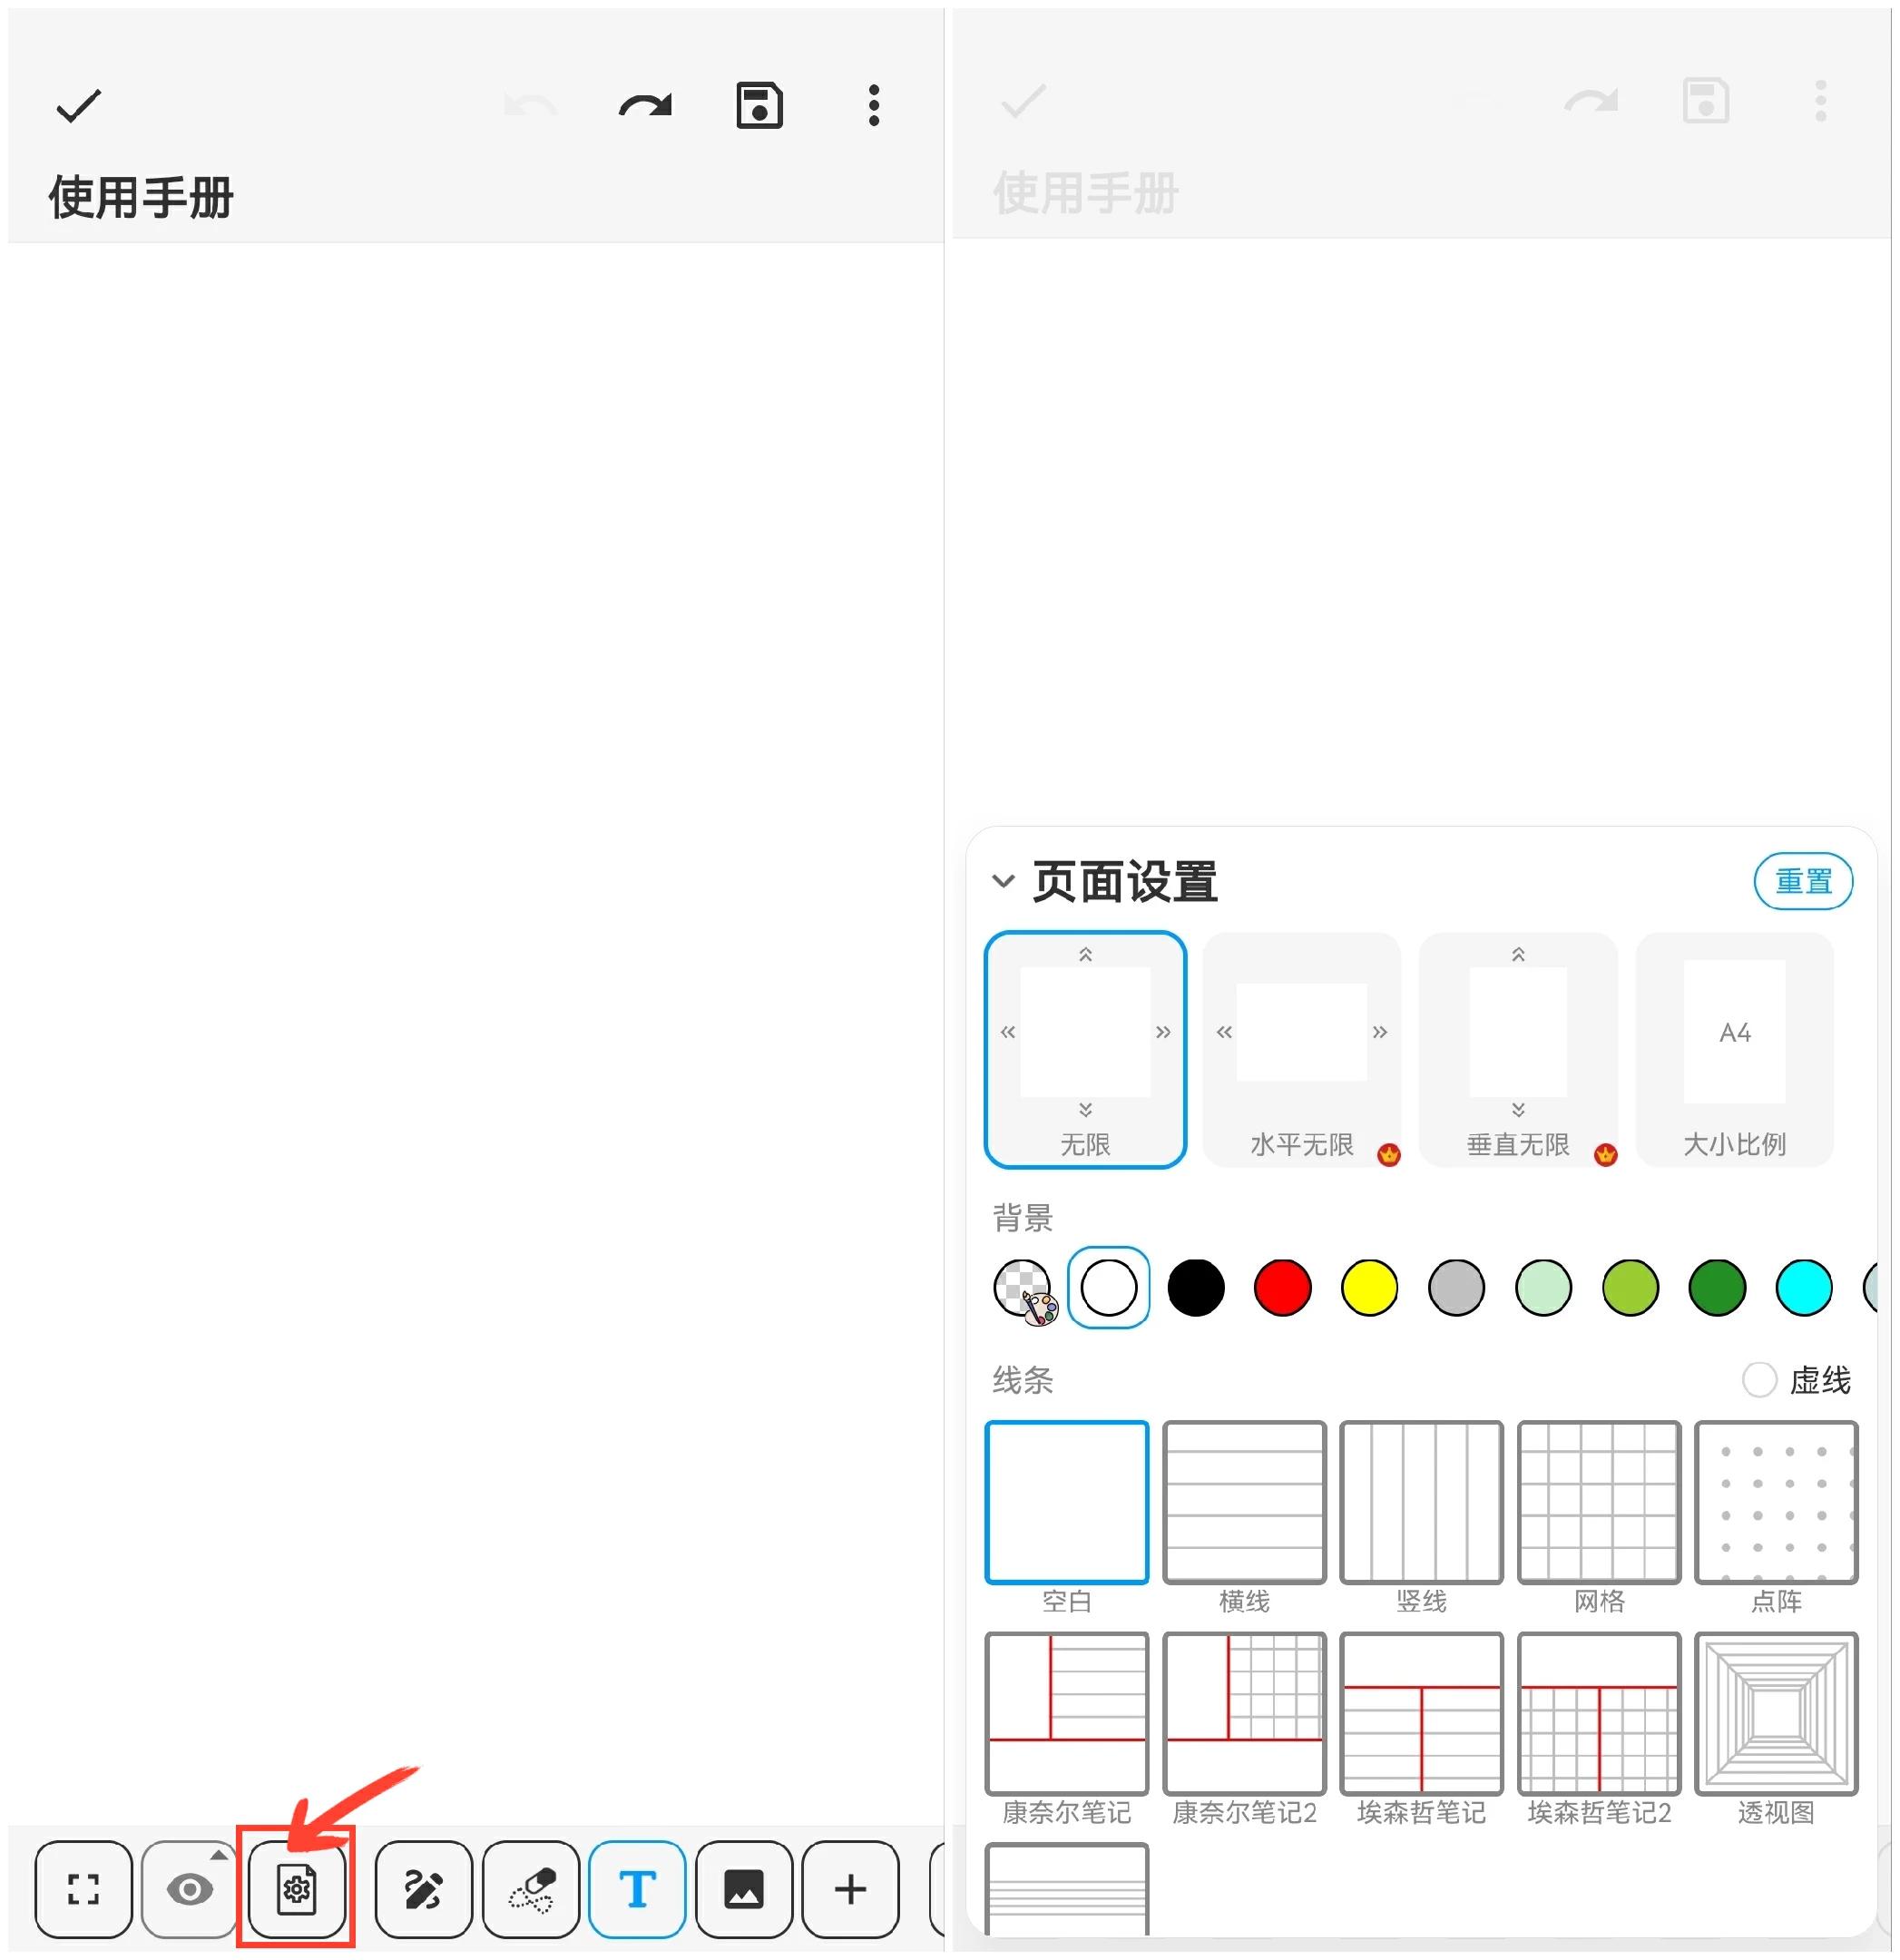 使用手册
T
使用手册
页面设置
重置
A4
无限
水平无限
垂直无限
大小比例
背景
线条
虚线
空白
横线
竖线
网格
点阵
康奈尔笔记
康奈尔笔记2
埃森哲笔记
埃森哲笔记2
透视图